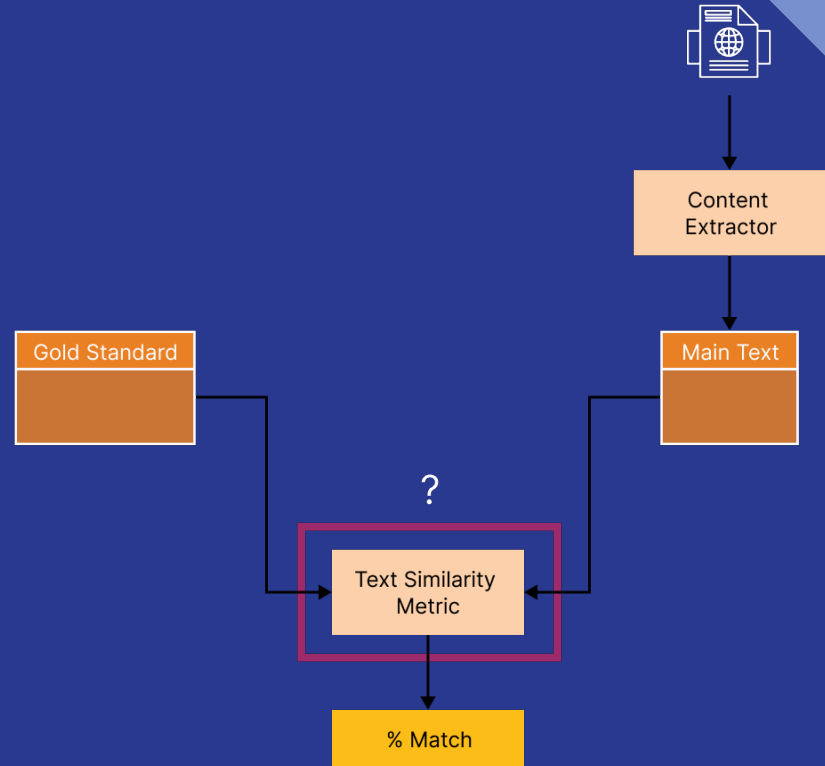 Content
Extractor
Gold Standard
Main Text
?
Text Similarity
Metric
% Match